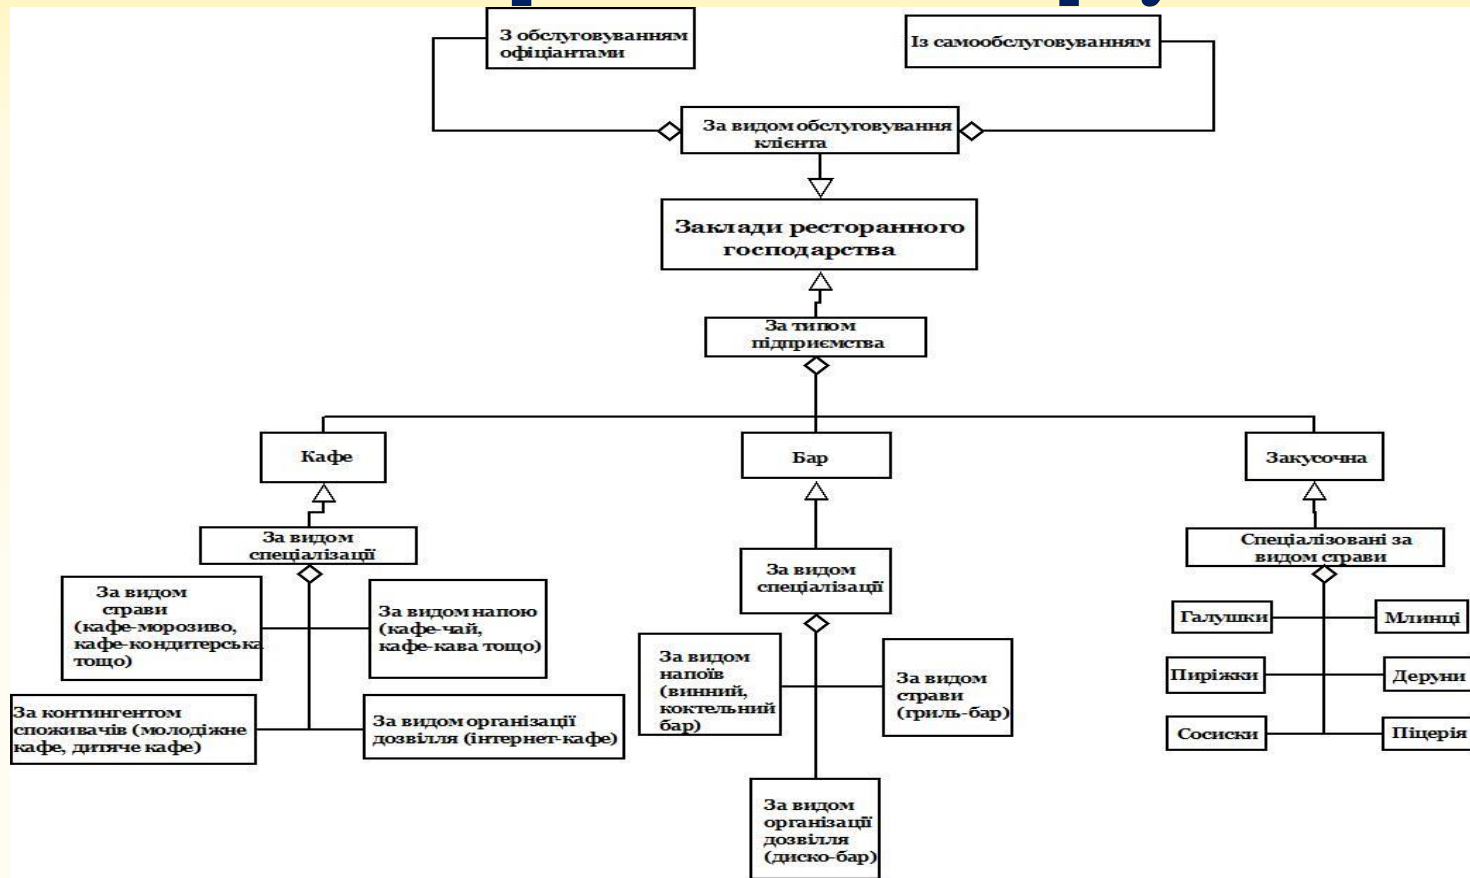 З обслуговуванням
офіціантами
Із самообслуговуванням
За видом обслуговування
клієнта
Заклади ресторанного
господарства
За типом
підприємства
Кафе
Бар
Закусочна
За видом
спеціалізації
За видом
страви
(кафе-морозиво,
кафе-кондитерська
тощо)
За видом напою
(кафе-чай,
кафе-кава тощо)
За контингентом
споживачів (молодіжне
кафе, дитяче кафе)
За видом організації
дозвілля (інтернет-кафе)
За видом
спеціалізації
За видом
напоїв
(винний,
коктельний
бар)
За видом
страви
(гриль-бар)
За видом
організації
дозвілля
(диско-бар)
Спеціалізовані за
видом страви
Галушки
Млинці
Пиріжки
Деруни
Сосиски
Піцерія